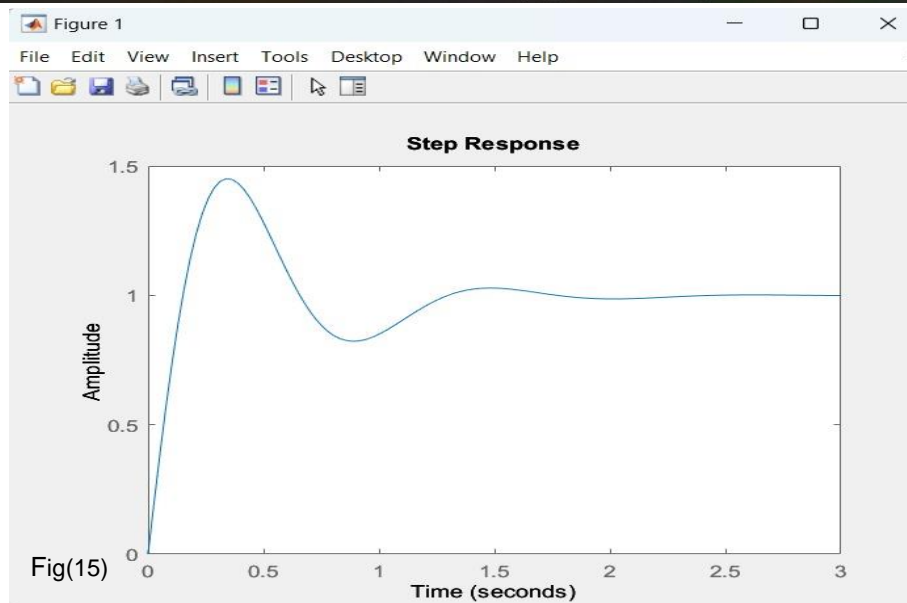 Figure 1
File Edit View Insert Tools Desktop Window Help
Step Response
1.5
1
0.5
0
Amplitude
0 0.5 1 1.5 2 2.5 3
Time (seconds)
Fig(15)